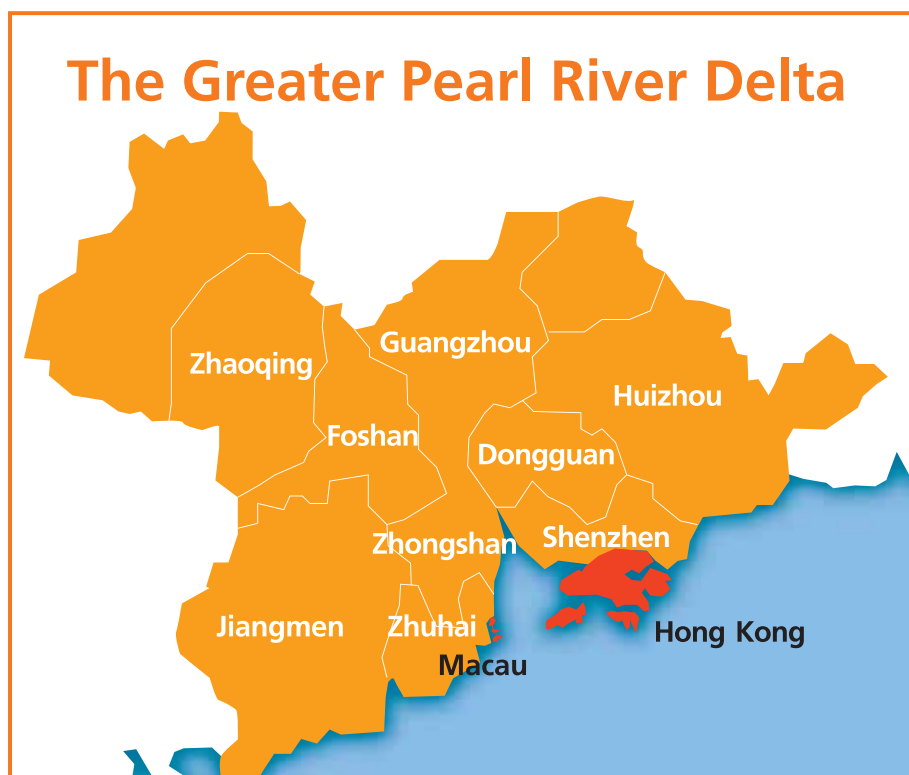 The Greater Pearl River Delta
Guangzhou
Zhaoqing
Huizhou
Foshan
Dongguan
Shenzhen
Zhongshan
Jiangmen
Zhuhai
Hong Kong
Macau